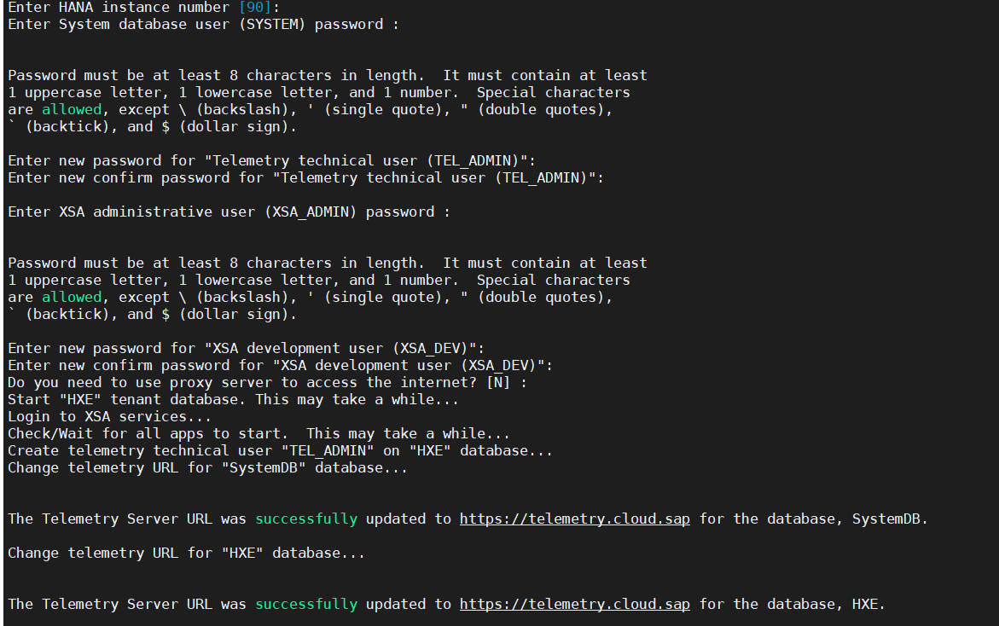 Enter HANA instance number [90]:
Enter System database user (SYSTEM) password :
Password must be at least 8 characters in length.  It must contain at least
1 uppercase letter, 1 lowercase letter, and 1 number.  Special characters
are allowed, except \ (backslash), ' (single quote), " (double quotes),
` (backtick), and $ (dollar sign).
Enter new password for "Telemetry technical user (TEL_ADMIN)":
Enter new confirm password for "Telemetry technical user (TEL_ADMIN)":
Enter XSA administrative user (XSA_ADMIN) password :
Password must be at least 8 characters in length.  It must contain at least
1 uppercase letter, 1 lowercase letter, and 1 number.  Special characters
are allowed, except \ (backslash), ' (single quote), " (double quotes),
` (backtick), and $ (dollar sign).
Enter new password for "XSA development user (XSA_DEV)":
Enter new confirm password for "XSA development user (XSA_DEV)":
Do you need to use proxy server to access the internet? [N] :
Start "HXE" tenant database. This may take a while...
Login to XSA services...
Check/Wait for all apps to start.  This may take a while...
Create telemetry technical user "TEL_ADMIN" on "HXE" database...
Change telemetry URL for "SystemDB" database...
The Telemetry Server URL was successfully updated to https://telemetry.cloud.sap for the database, SystemDB.
Change telemetry URL for "HXE" database...
The Telemetry Server URL was successfully updated to https://telemetry.cloud.sap for the database, HXE.